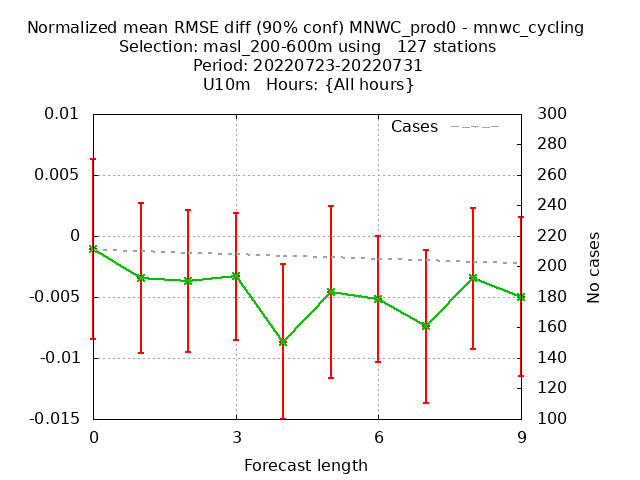 Normalized mean RMSE diff (90% conf) MNWC_prod0 - mnwc_cycling
Selection: masl_200-600m using 127 stations
Period: 20220723-20220731
U10m Hours: {All hours}
0.01
0.005
0
-0.005
-0.01
-0.015
Cases
300
280
260
240
220
200
180
160
140
120
100
No cases
0 3 6 9
Forecast length